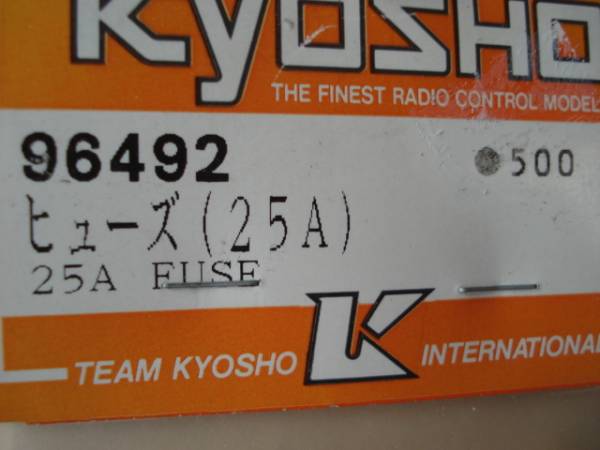 KYOSHO
THE FINEST RADIO CONTROL MODEL
96492
●500
ヒューズ(25A)
25A FUSE
TEAM KYOSHO K INTERNATIONAL